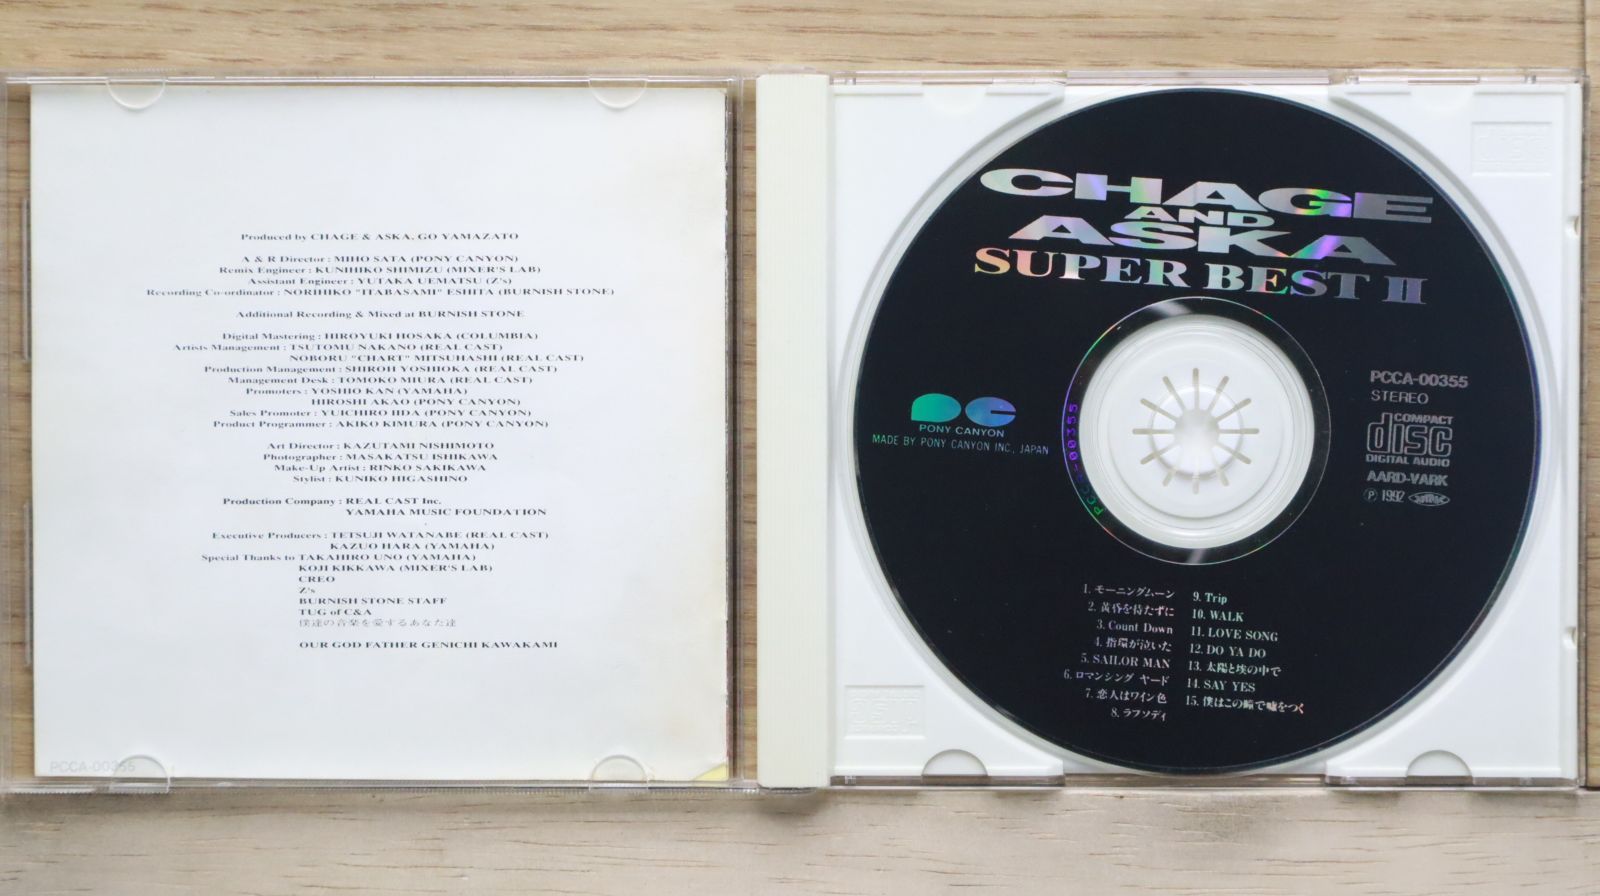 Produced by CHAGE & ASKA, GO YAMAZATO
A & R Director : MIHO SATA (PONY CANYON)
Remix Engineer : KUNIHIKO SHIMIZU (MIXER'S LAB)
Assistant Engineer : YUTAKA UEMATSU (Z's)
Recording Co-ordinator : NORIHIKO "ITABASAMI" ESHITA (BURNISH STONE)
Additional Recording & Mixed at BURNISH STONE
Digital Mastering : HIROYUKI HOSAKA (COLUMBIA)
Artists Management : TSUTOMU NAKANO (REAL CAST)
NOBORU "CHART" MITSUHASHI (REAL CAST)
Production Management : SHIROH YOSHIOKA (REAL CAST)
Management Desk : TOMOKO MIURA (REAL CAST)
Promoters : YOSHIO KAN (YAMAHA)
HIROSHI AKAO (PONY CANYON)
Sales Promoter : YUICHIRO IIDA (PONY CANYON)
Product Programmer : AKIKO KIMURA (PONY CANYON)
Art Director : KAZUTAMI NISHIMOTO
Photographer : MASAKATSU ISHIKAWA
Make-Up Artist : RINKO SAKIKAWA
Stylist : KUNIKO HIGASHINO
Production Company : REAL CAST Inc.
YAMAHA MUSIC FOUNDATION
Executive Producers : TETSUJI WATANABE (REAL CAST)
KAZUO HARA (YAMAHA)
Special Thanks to TAKAHIRO UNO (YAMAHA)
KOJI KIKKAWA (MIXER'S LAB)
CREO
Z's
BURNISH STONE STAFF
TUG of C&A
僕達の音楽を愛するあなた達
OUR GOD FATHER GENICHI KAWAKAMI
PCCA-00355
CHAGE
AND
ASKA
SUPER BEST II
PONY CANYON
MADE BY PONY CANYON INC., JAPAN
PCCA-00355
PCCA-00355
STEREO
COMPACT
disc
DIGITAL AUDIO
AARD-VARK
Ⓟ 1992
1. モーニングムーン
2. 黄昏を待たずに
3. Count Down
4. 指環が泣いた
5. SAILOR MAN
6. ロマンシング ヤード
7. 恋人はワイン色
8. ラプソディ
9. Trip
10. WALK
11. LOVE SONG
12. DO YA DO
13. 太陽と埃の中で
14. SAY YES
15. 僕はこの瞳で嘘をつく